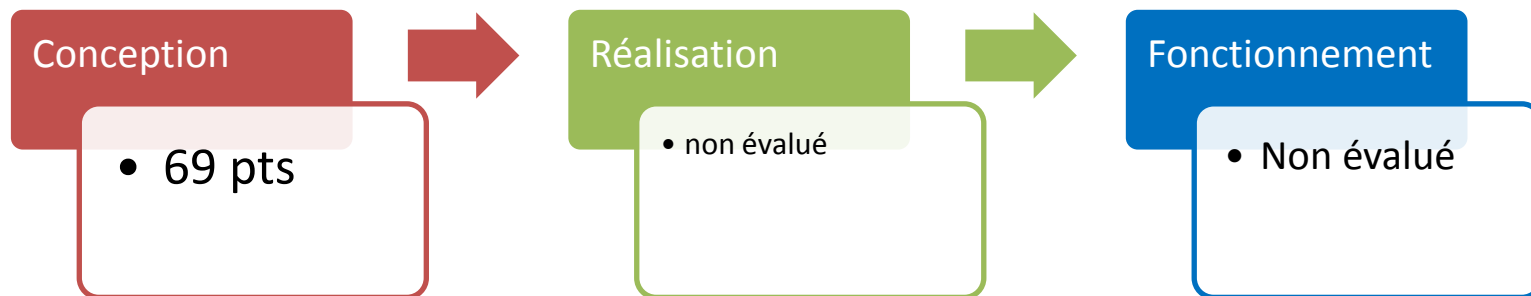 Conception
• 69 pts
Réalisation
• non évalué
Fonctionnement
• Non évalué